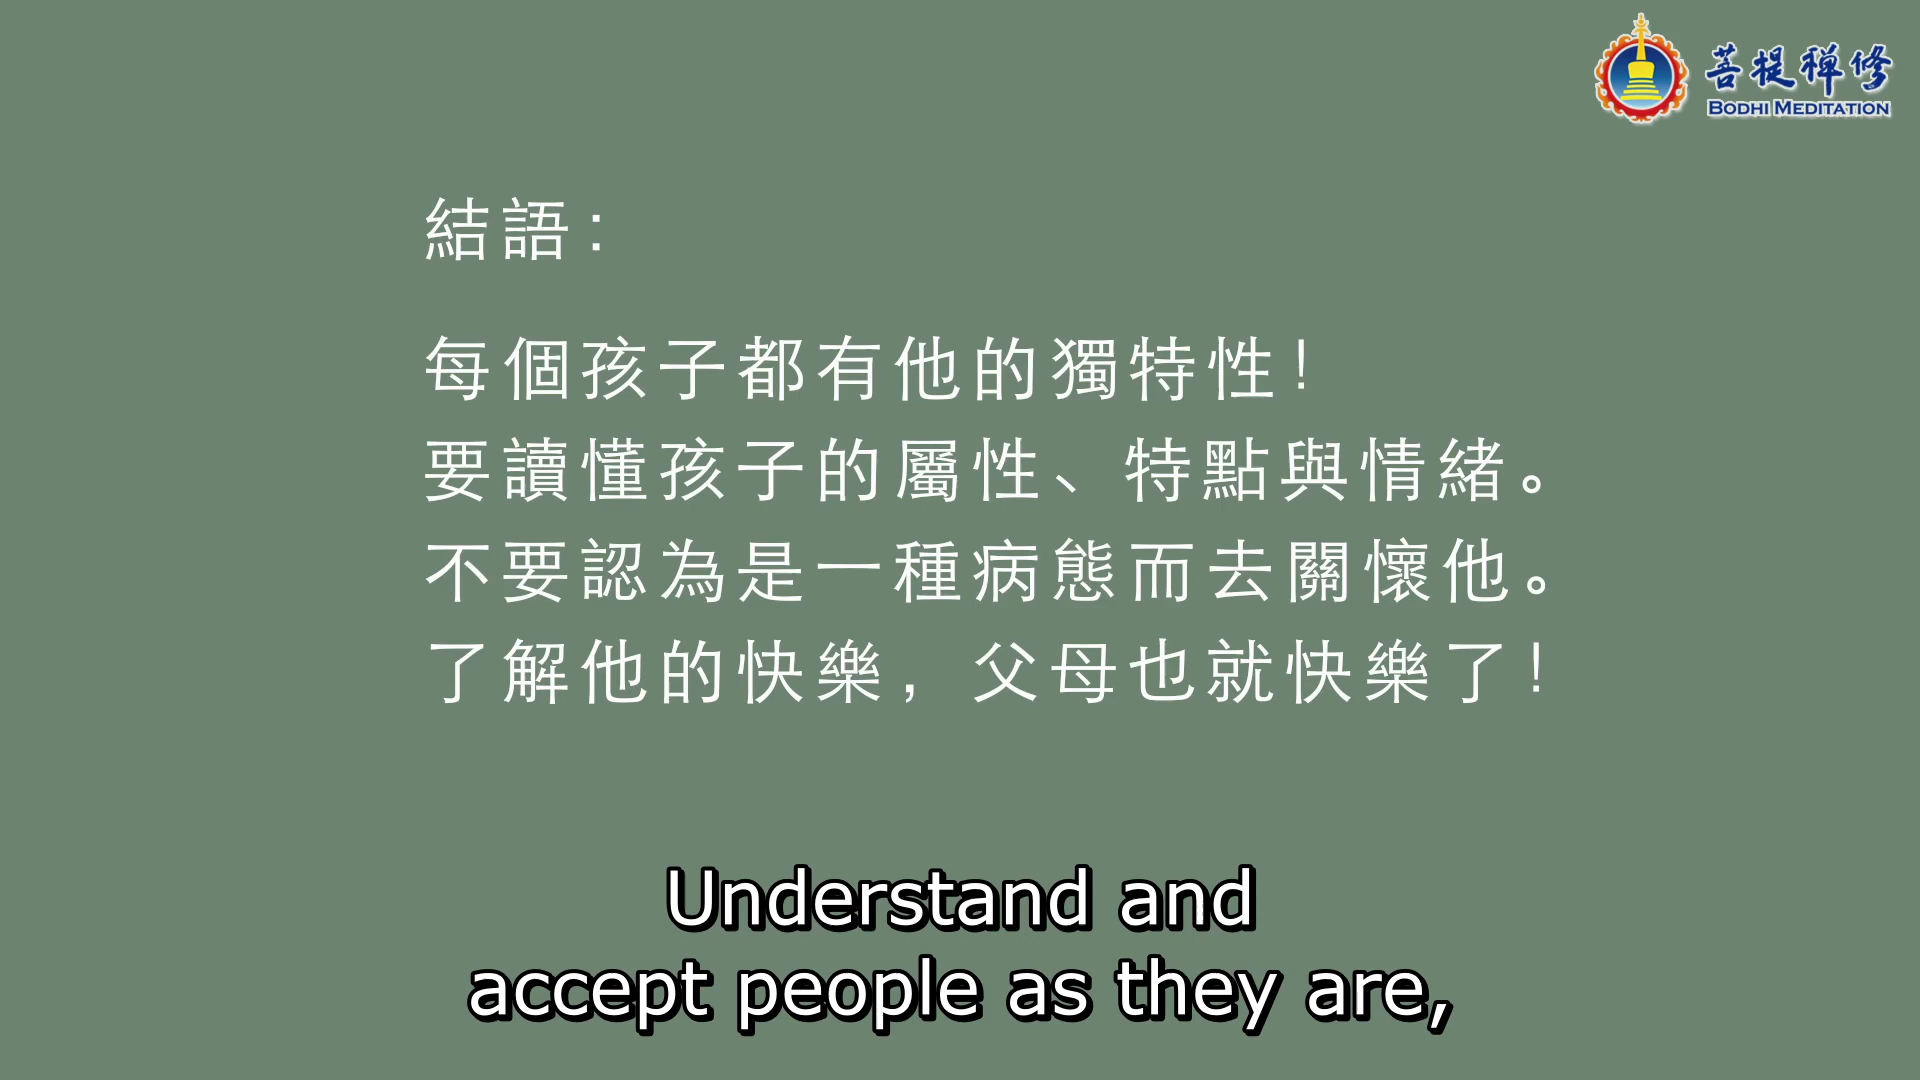 菩提禪修
BODHI MEDITATION
結語：
每個孩子都有他的獨特性！
要讀懂孩子的屬性、特點與情緒。
不要認為是一種病態而去關懷他。
了解他的快樂，父母也就快樂了！
Understand and
accept people as they are,